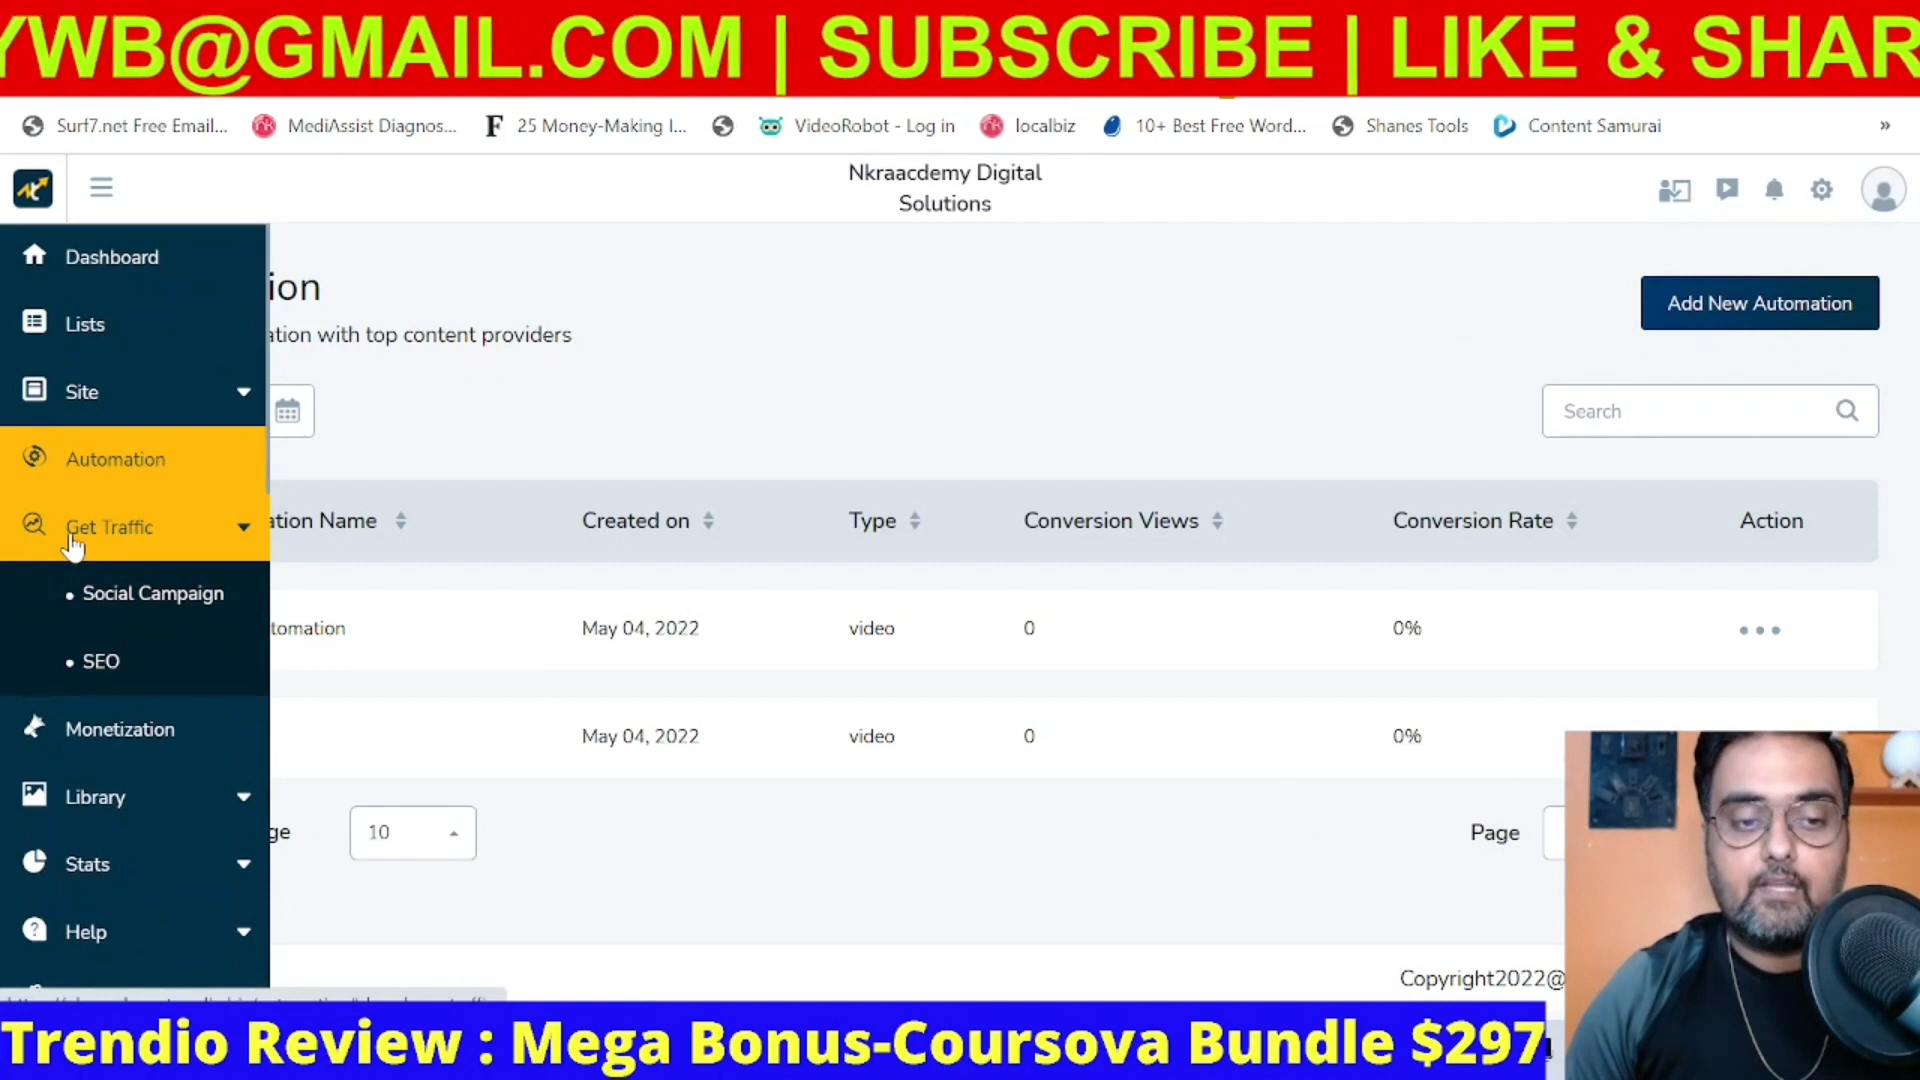 YWB@GMAIL.COM | SUBSCRIBE | LIKE & SHAR
Surf7.net Free Email... MediAssist Diagnos... 25 Money-Making I... VideoRobot - Log in localbiz 10+ Best Free Word... Shanes Tools Content Samurai »
Nkraacdemy Digital
Solutions
Dashboard
Lists
Site
Automation
Get Traffic
• Social Campaign
• SEO
Monetization
Library
Stats
Help
ion
ation with top content providers
Add New Automation
Search
ation Name Created on Type Conversion Views Conversion Rate Action
tomation May 04, 2022 video 0 0%
May 04, 2022 video 0 0%
ge 10 Page
Copyright2022@
Trendio Review : Mega Bonus-Coursova Bundle $297